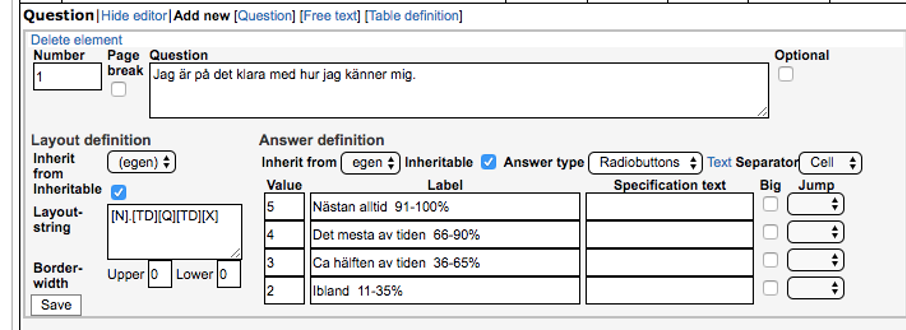 Question|Hide editor|Add new [Question] [Free text] [Table definition]
Delete element
Number Page break Question Optional
1 Jag är på det klara med hur jag känner mig.
Layout definition Answer definition
Inherit from (egen) Inherit from egen Inheritable Answer type Radiobuttons Text Separator Cell
Inheritable Value Label Specification text Big Jump
Layout-string [N].[TD][Q][TD][X] 5 Nästan alltid 91-100%
4 Det mesta av tiden 66-90%
Border-width Upper 0 Lower 0 3 Ca hälften av tiden 36-65%
Save 2 Ibland 11-35%